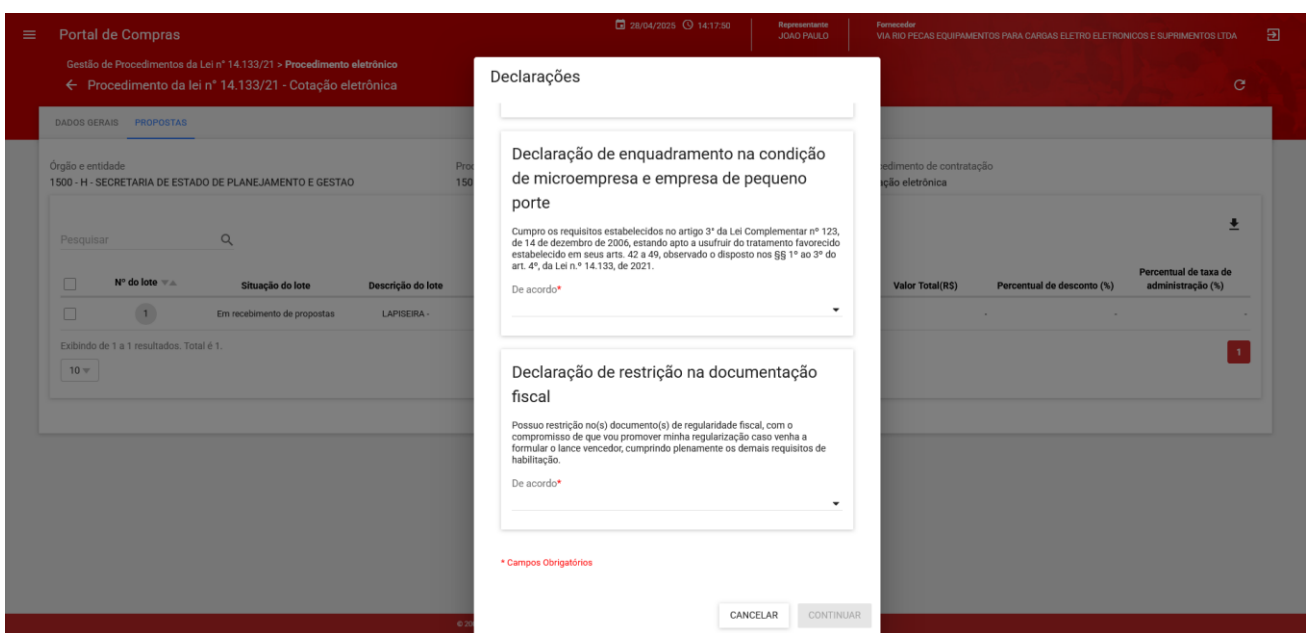 Portal de Compras
28/04/2025 14:17:50
Representante
JOAO PAULO
Fornecedor
VIA RIO PECAS EQUIPAMENTOS PARA CARGAS ELETRO ELETRONICOS E SUPRIMENTOS LTDA
Gestão de Procedimentos da Lei n° 14.133/21 > Procedimento eletrônico
Procedimento da lei n° 14.133/21 - Cotação eletrônica
DADOS GERAIS PROPOSTAS
Órgão e entidade
1500 - H - SECRETARIA DE ESTADO DE PLANEJAMENTO E GESTAO
Proc
150
edimento de contratação
ção eletrônica
Pesquisar
Nº do lote Situação do lote Descrição do lote Valor Total(R$) Percentual de desconto (%) Percentual de taxa de administração (%)
1 Em recebimento de propostas LAPISEIRA - - - -
Exibindo de 1 a 1 resultados. Total é 1.
10
1
Declarações
Declaração de enquadramento na condição
de microempresa e empresa de pequeno
porte
Cumpro os requisitos estabelecidos no artigo 3° da Lei Complementar nº 123,
de 14 de dezembro de 2006, estando apto a usufruir do tratamento favorecido
estabelecido em seus arts. 42 a 49, observado o disposto nos §§ 1º ao 3º do
art. 4º, da Lei n.º 14.133, de 2021.
De acordo*
Declaração de restrição na documentação
fiscal
Possuo restrição no(s) documento(s) de regularidade fiscal, com o
compromisso de que vou promover minha regularização caso venha a
formular o lance vencedor, cumprindo plenamente os demais requisitos de
habilitação.
De acordo*
* Campos Obrigatórios
CANCELAR CONTINUAR
© 20